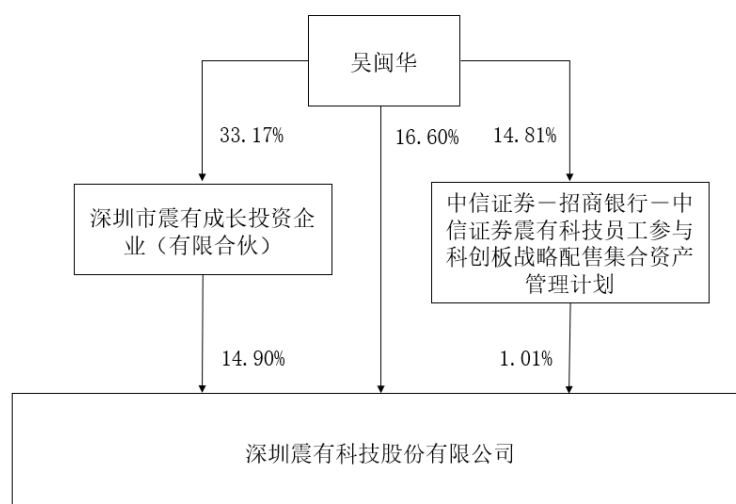 吴闽华
33.17%
16.60%
14.81%
深圳市震有成长投资企
业（有限合伙）
中信证券－招商银行－中
信证券震有科技员工参与
科创板战略配售集合资产
管理计划
14.90%
1.01%
深圳震有科技股份有限公司